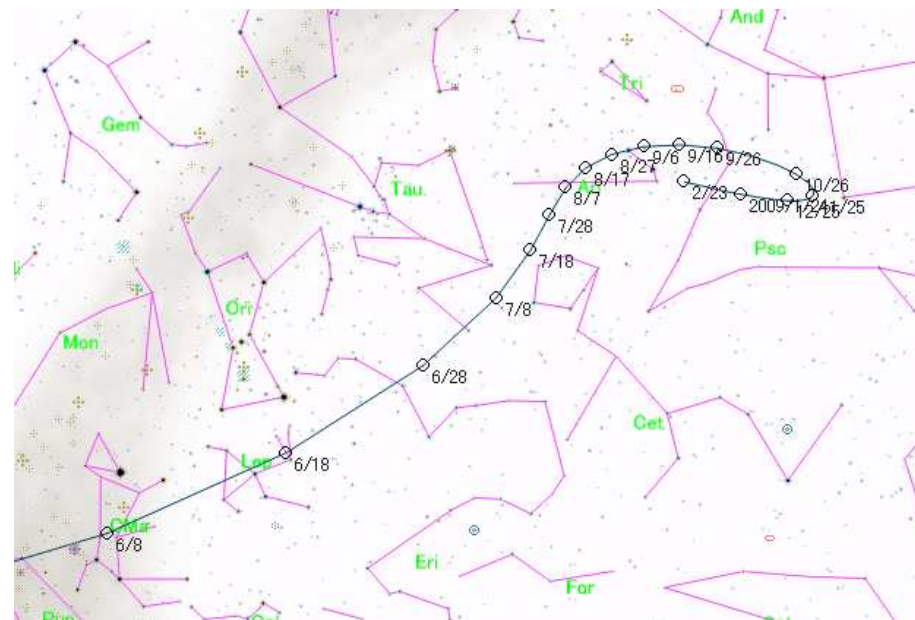 And
Tri
Gem
Tau
9/6
9/16
9/26
8/27
8/17
8/7
10/26
2/23
2009/1/24
11/25
12/25
7/28
7/18
Psc
Ori
7/8
Mon
6/28
Cet
Lep
6/18
CMa
6/8
Eri
For